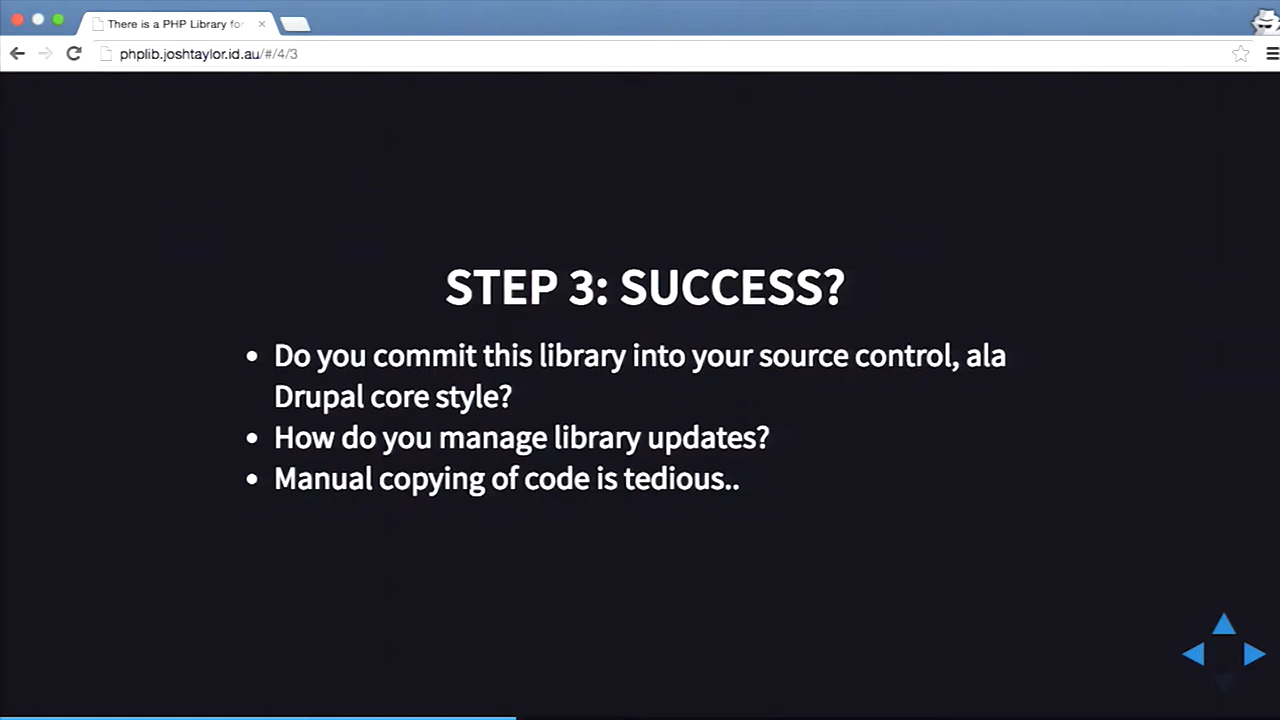 There is a PHP Library for
phplib.joshtaylor.id.au/#/4/3
STEP 3: SUCCESS?
Do you commit this library into your source control, ala
Drupal core style?
How do you manage library updates?
Manual copying of code is tedious..